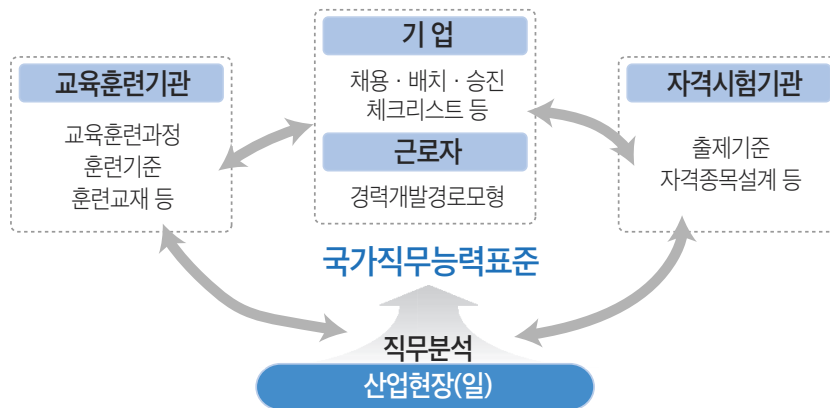 기 업
채용 · 배치 · 승진
체크리스트 등
근로자
경력개발경로모형
교육훈련기관
교육훈련과정
훈련기준
훈련교재 등
자격시험기관
출제기준
자격종목설계 등
국가직무능력표준
직무분석
산업현장(일)